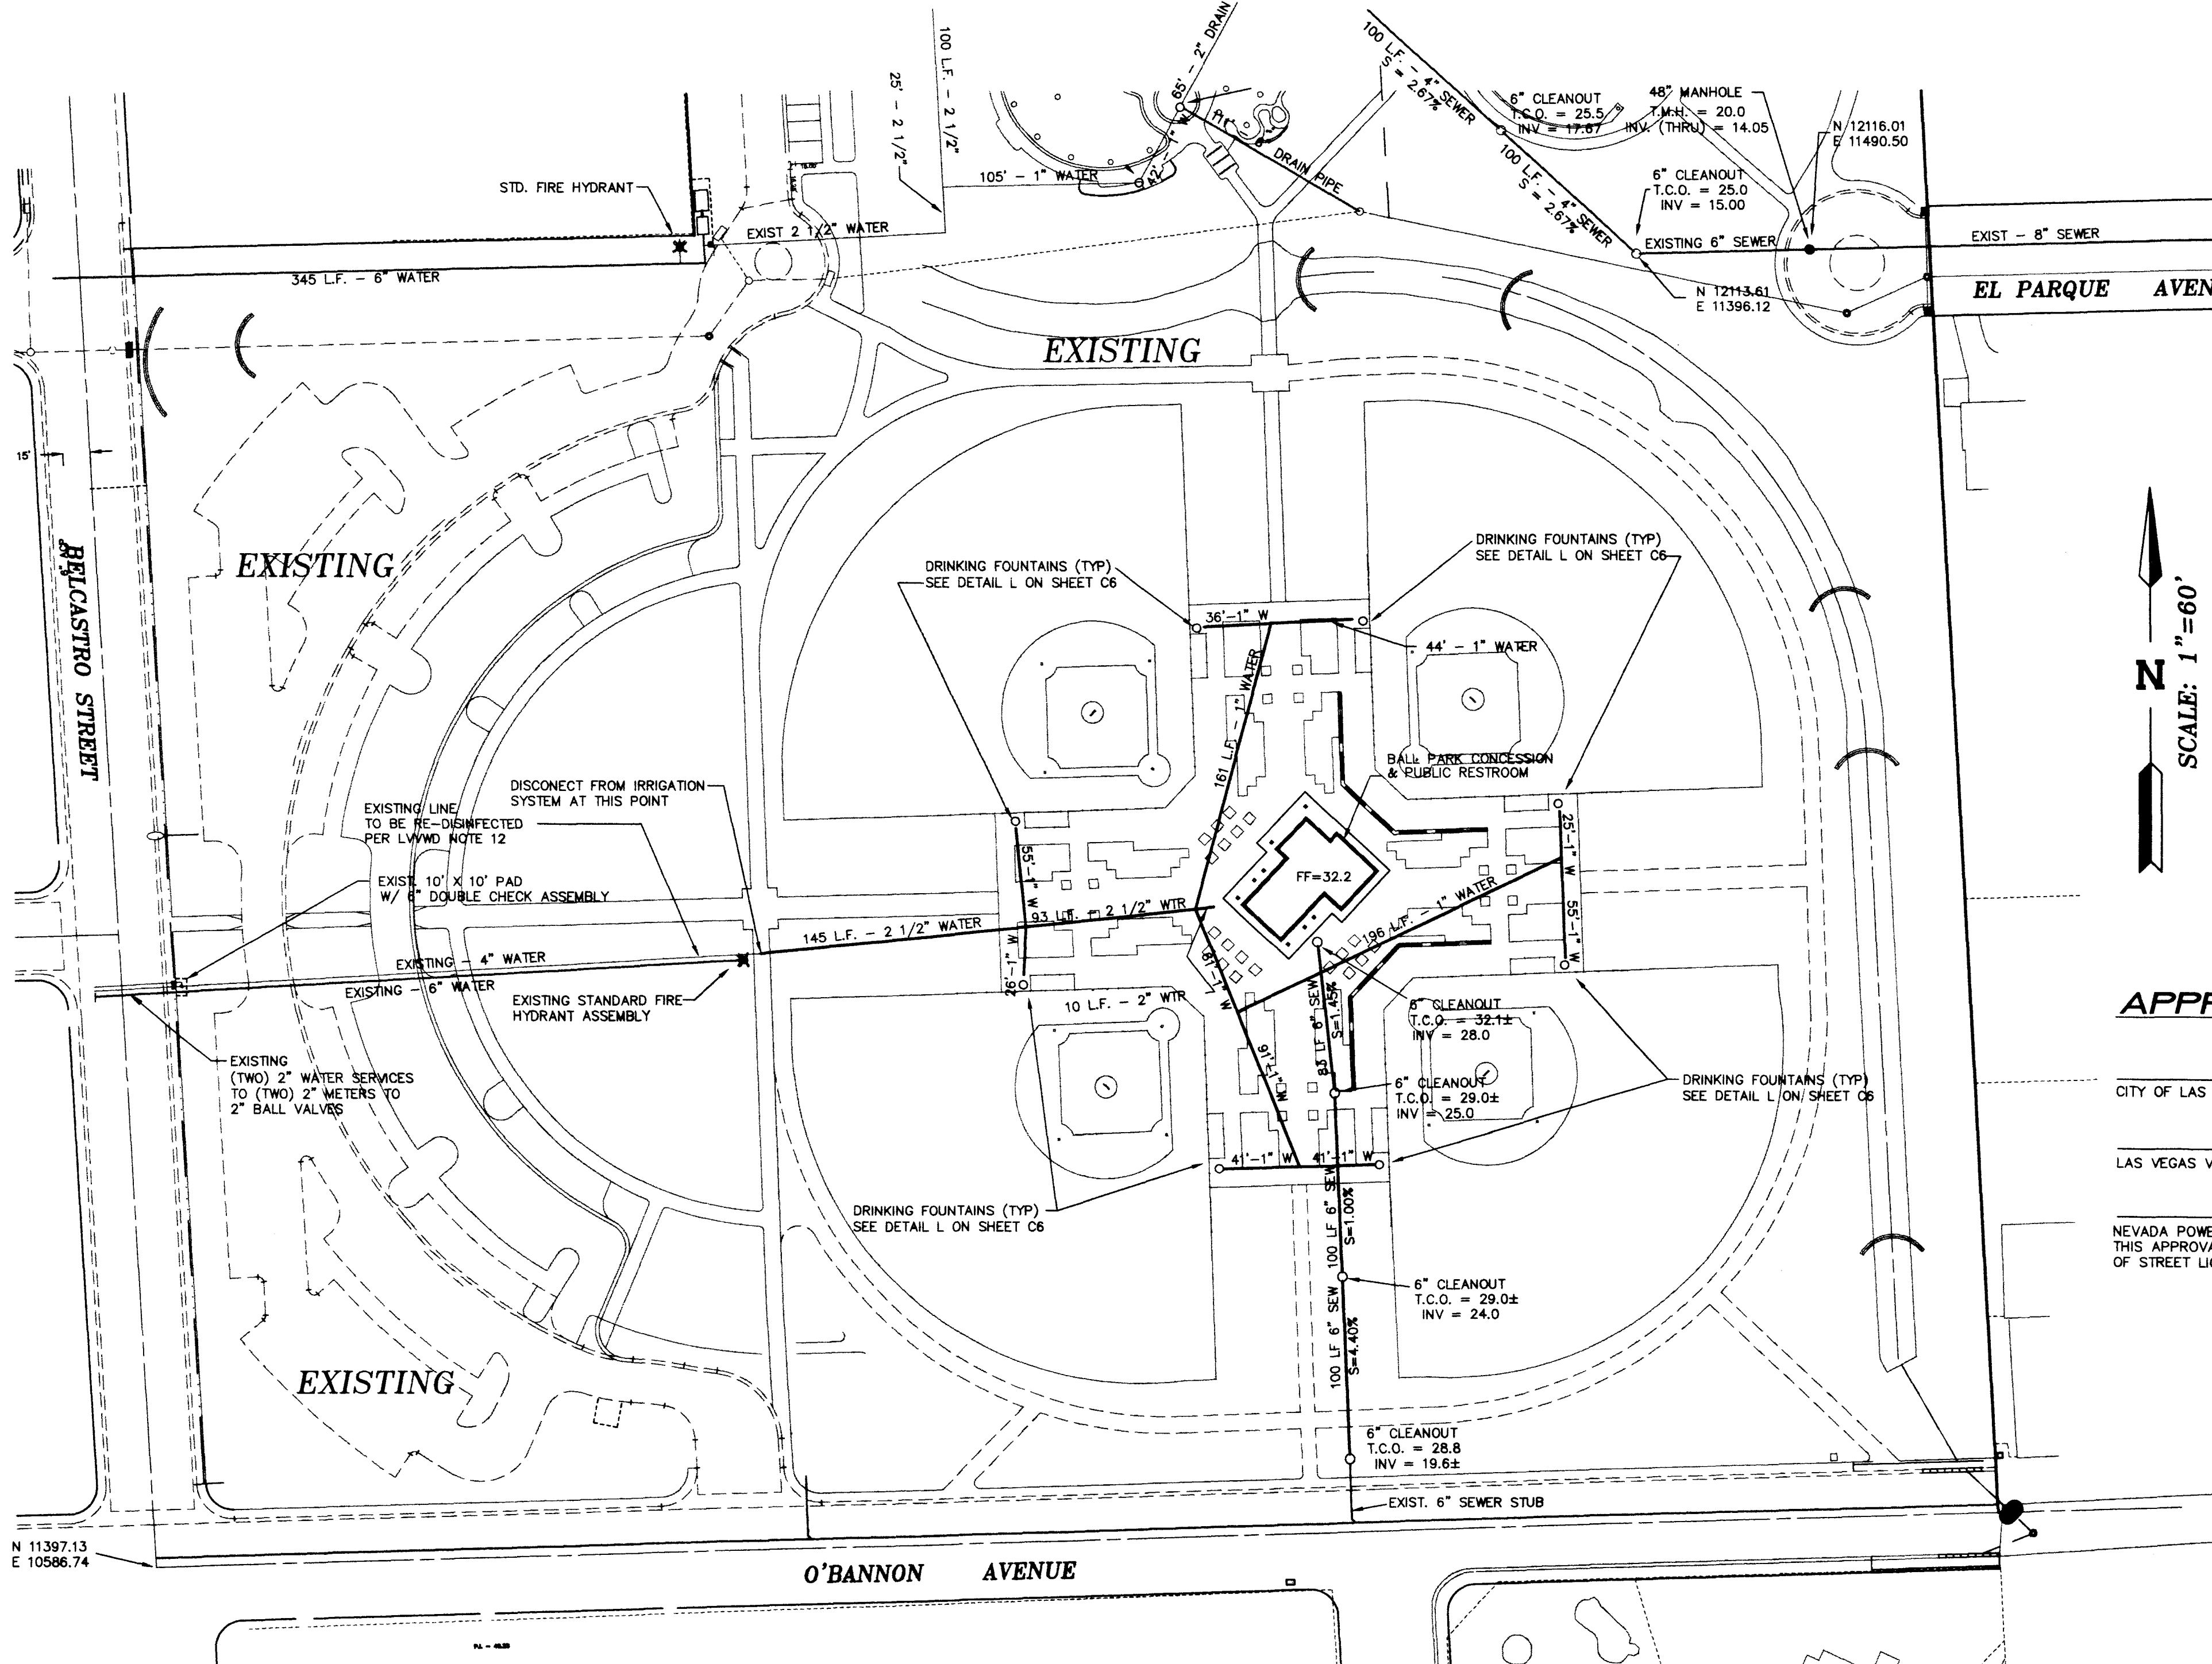 65' - 2" DRAIN
100 L.F. - 2 1/2"
25' - 2 1/2"
100 L.F. - 4" SEWER
S = 2.67%
6" CLEANOUT
T.C.O. = 25.5
INV = 17.67
48" MANHOLE
T.M.H. = 20.0
INV. (THRU) = 14.05
N 12116.01
E 11490.50
DRAIN PIPE
100 L.F. - 4" SEWER
S = 2.67%
6" CLEANOUT
T.C.O. = 25.0
INV = 15.00
105' - 1" WATER
42' - 1" W
STD. FIRE HYDRANT
EXIST 2 1/2" WATER
EXISTING 6" SEWER
EXIST - 8" SEWER
345 L.F. - 6" WATER
N 12113.61
E 11396.12
EL PARQUE AVEN
EXISTING
15'
BELCASTRO STREET
EXISTING
DRINKING FOUNTAINS (TYP)
SEE DETAIL L ON SHEET C6
DRINKING FOUNTAINS (TYP)
SEE DETAIL L ON SHEET C6
36'-1" W
44' - 1" WATER
161 L.F. - 1" WATER
N
SCALE: 1"=60'
BALL PARK CONCESSION
& PUBLIC RESTROOM
DISCONECT FROM IRRIGATION
SYSTEM AT THIS POINT
EXISTING LINE
TO BE RE-DISINFECTED
PER LVVWD NOTE 12
EXIST. 10' X 10' PAD
W/ 6" DOUBLE CHECK ASSEMBLY
55'-1" W
25'-1" W
FF=32.2
93 L.F. - 2 1/2" WTR
145 L.F. - 2 1/2" WATER
196 L.F. - 1" WATER
55'-1" W
EXISTING - 4" WATER
EXISTING - 6" WATER
26'-1" W
81'-1" W
10 L.F. - 2" WTR
EXISTING STANDARD FIRE
HYDRANT ASSEMBLY
83 LF 6" SEW
S=1.45%
6" CLEANOUT
T.C.O. = 32.1±
INV = 28.0
APPR
EXISTING
(TWO) 2" WATER SERVICES
TO (TWO) 2" METERS TO
2" BALL VALVES
91'-1" W
6" CLEANOUT
T.C.O. = 29.0±
INV = 25.0
DRINKING FOUNTAINS (TYP)
SEE DETAIL L ON SHEET C6
CITY OF LAS
41'-1" W
41'-1" W
LAS VEGAS V
DRINKING FOUNTAINS (TYP)
SEE DETAIL L ON SHEET C6
100 LF 6" SEW
S=1.00%
NEVADA POWE
THIS APPROVA
OF STREET LIG
6" CLEANOUT
T.C.O. = 29.0±
INV = 24.0
100 LF 6" SEW
S=4.40%
EXISTING
6" CLEANOUT
T.C.O. = 28.8
INV = 19.6±
EXIST. 6" SEWER STUB
N 11397.13
E 10586.74
O'BANNON AVENUE